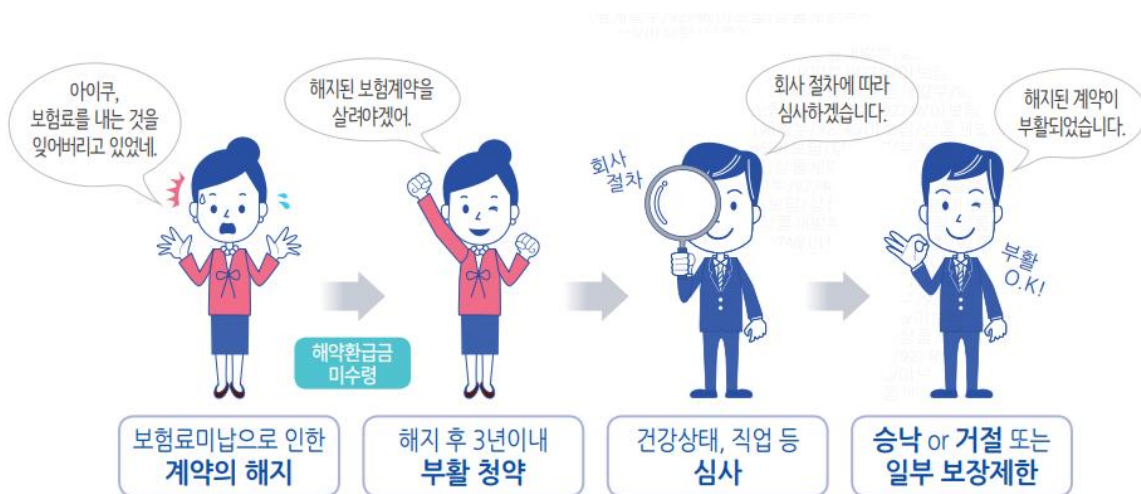 아이쿠,
보험료를 내는 것을
잊어버리고 있었네.
해지된 보험계약을
살려야겠어.
회사 절차에 따라
심사하겠습니다.
해지된 계약이
부활되었습니다.
회사
절차
부활
O.K!
해약환급금
미수령
보험료미납으로 인한
계약의 해지
해지 후 3년이내
부활 청약
건강상태, 직업 등
심사
승낙 or 거절 또는
일부 보장제한